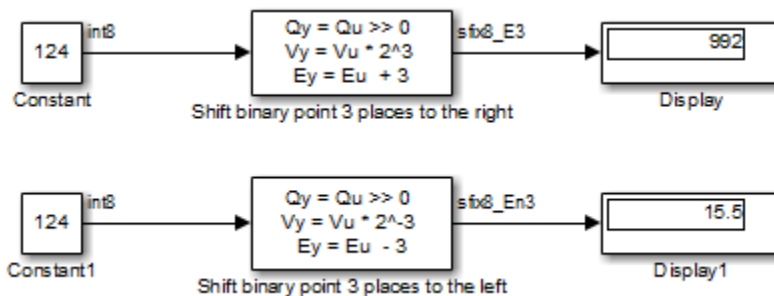 Qy = Qu >> 0
int8
sfix8_E3
124
Vy = Vu * 2^3
992
Ey = Eu + 3
Constant
Shift binary point 3 places to the right
Display
Qy = Qu >> 0
int8
sfix8_En3
124
Vy = Vu * 2^-3
15.5
Ey = Eu - 3
Constant1
Shift binary point 3 places to the left
Display1